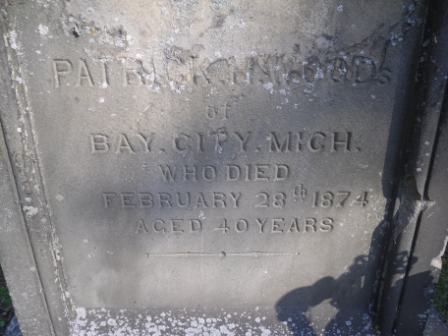 PATRICK
of
BAY. CITY. MICH.
WHO DIED
FEBRUARY 28th 1874
AGED 40 YEARS